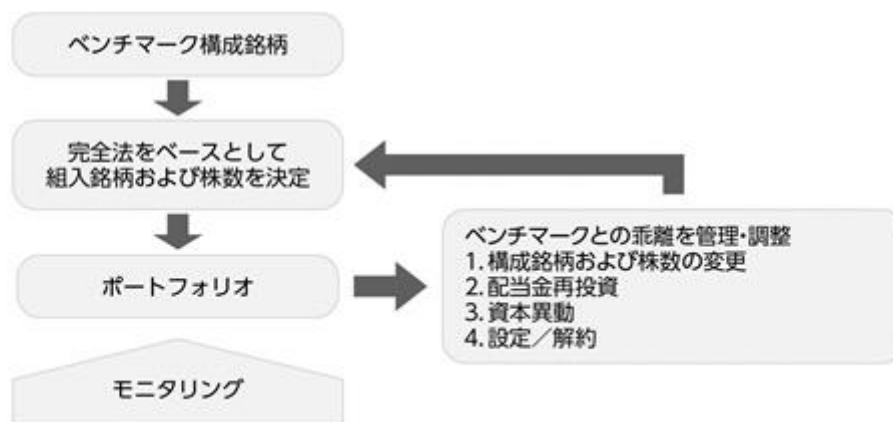 ベンチマーク構成銘柄
完全法をベースとして
組入銘柄および株数を決定
ポートフォリオ
モニタリング
ベンチマークとの乖離を管理・調整
1. 構成銘柄および株数の変更
2. 配当金再投資
3. 資本異動
4. 設定／解約